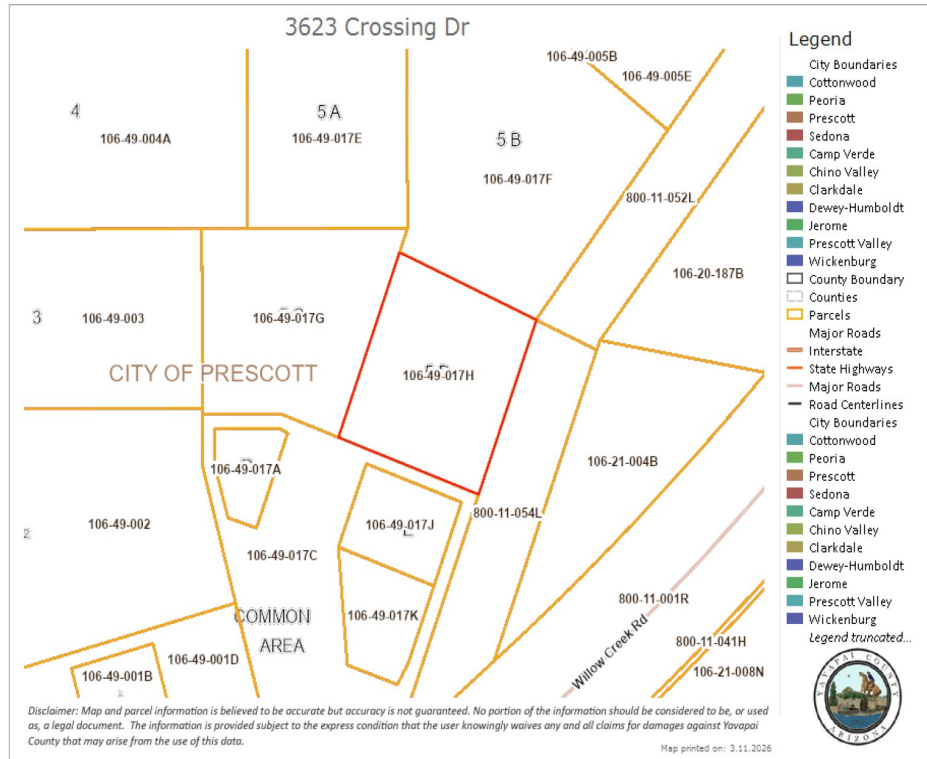 3623 Crossing Dr
106-49-005B
106-49-005E
4
106-49-004A
5 A
106-49-017E
5 B
106-49-017F
800-11-052L
106-20-187B
3
106-49-003
106-49-017G
CITY OF PRESCOTT
106-49-017H
106-49-017A
106-21-004B
2
106-49-002
106-49-017J
800-11-054L
106-49-017C
106-49-017K
COMMON
AREA
800-11-001R
Willow Creek Rd
800-11-041H
106-21-008N
106-49-001D
106-49-001B
Legend
City Boundaries
Cottonwood
Peoria
Prescott
Sedona
Camp Verde
Chino Valley
Clarkdale
Dewey-Humboldt
Jerome
Prescott Valley
Wickenburg
County Boundary
Counties
Parcels
Major Roads
Interstate
State Highways
Major Roads
Road Centerlines
City Boundaries
Cottonwood
Peoria
Prescott
Sedona
Camp Verde
Chino Valley
Clarkdale
Dewey-Humboldt
Jerome
Prescott Valley
Wickenburg
Legend truncated...
YAVAPAI COUNTY
ARIZONA
Disclaimer: Map and parcel information is believed to be accurate but accuracy is not guaranteed. No portion of the information should be considered to be, or used
as, a legal document. The information is provided subject to the express condition that the user knowingly waives any and all claims for damages against Yavapai
County that may arise from the use of this data.
Map printed on: 3.11.2026